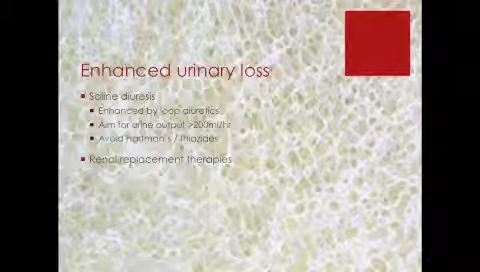 Enhanced urinary loss
Saline diuresis
Enhanced by loop diuretics
Aim for urine output >200ml/hr
Avoid Hartman's / thiazides
Renal replacement therapies